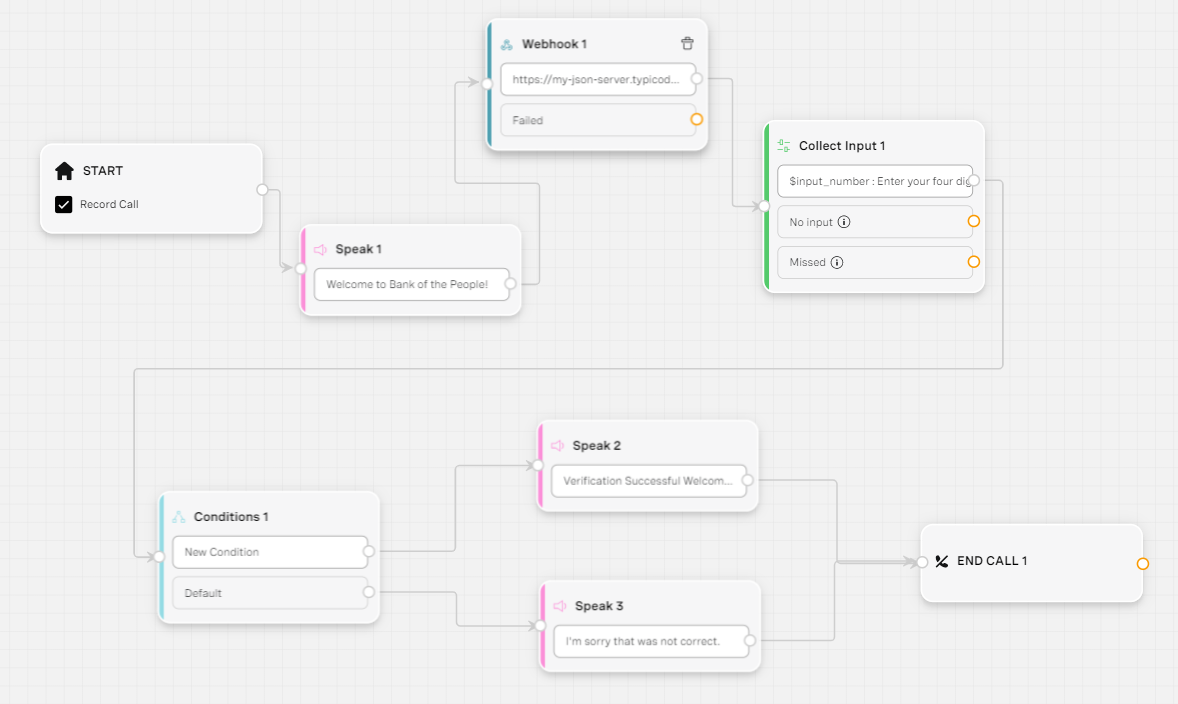 Webhook 1
https://my-json-server.typicod...
Failed
START
Record Call
Collect Input 1
$input_number : Enter your four dig
No input
Missed
Speak 1
Welcome to Bank of the People!
Speak 2
Verification Successful Welcom...
Conditions 1
New Condition
Default
END CALL 1
Speak 3
I'm sorry that was not correct.